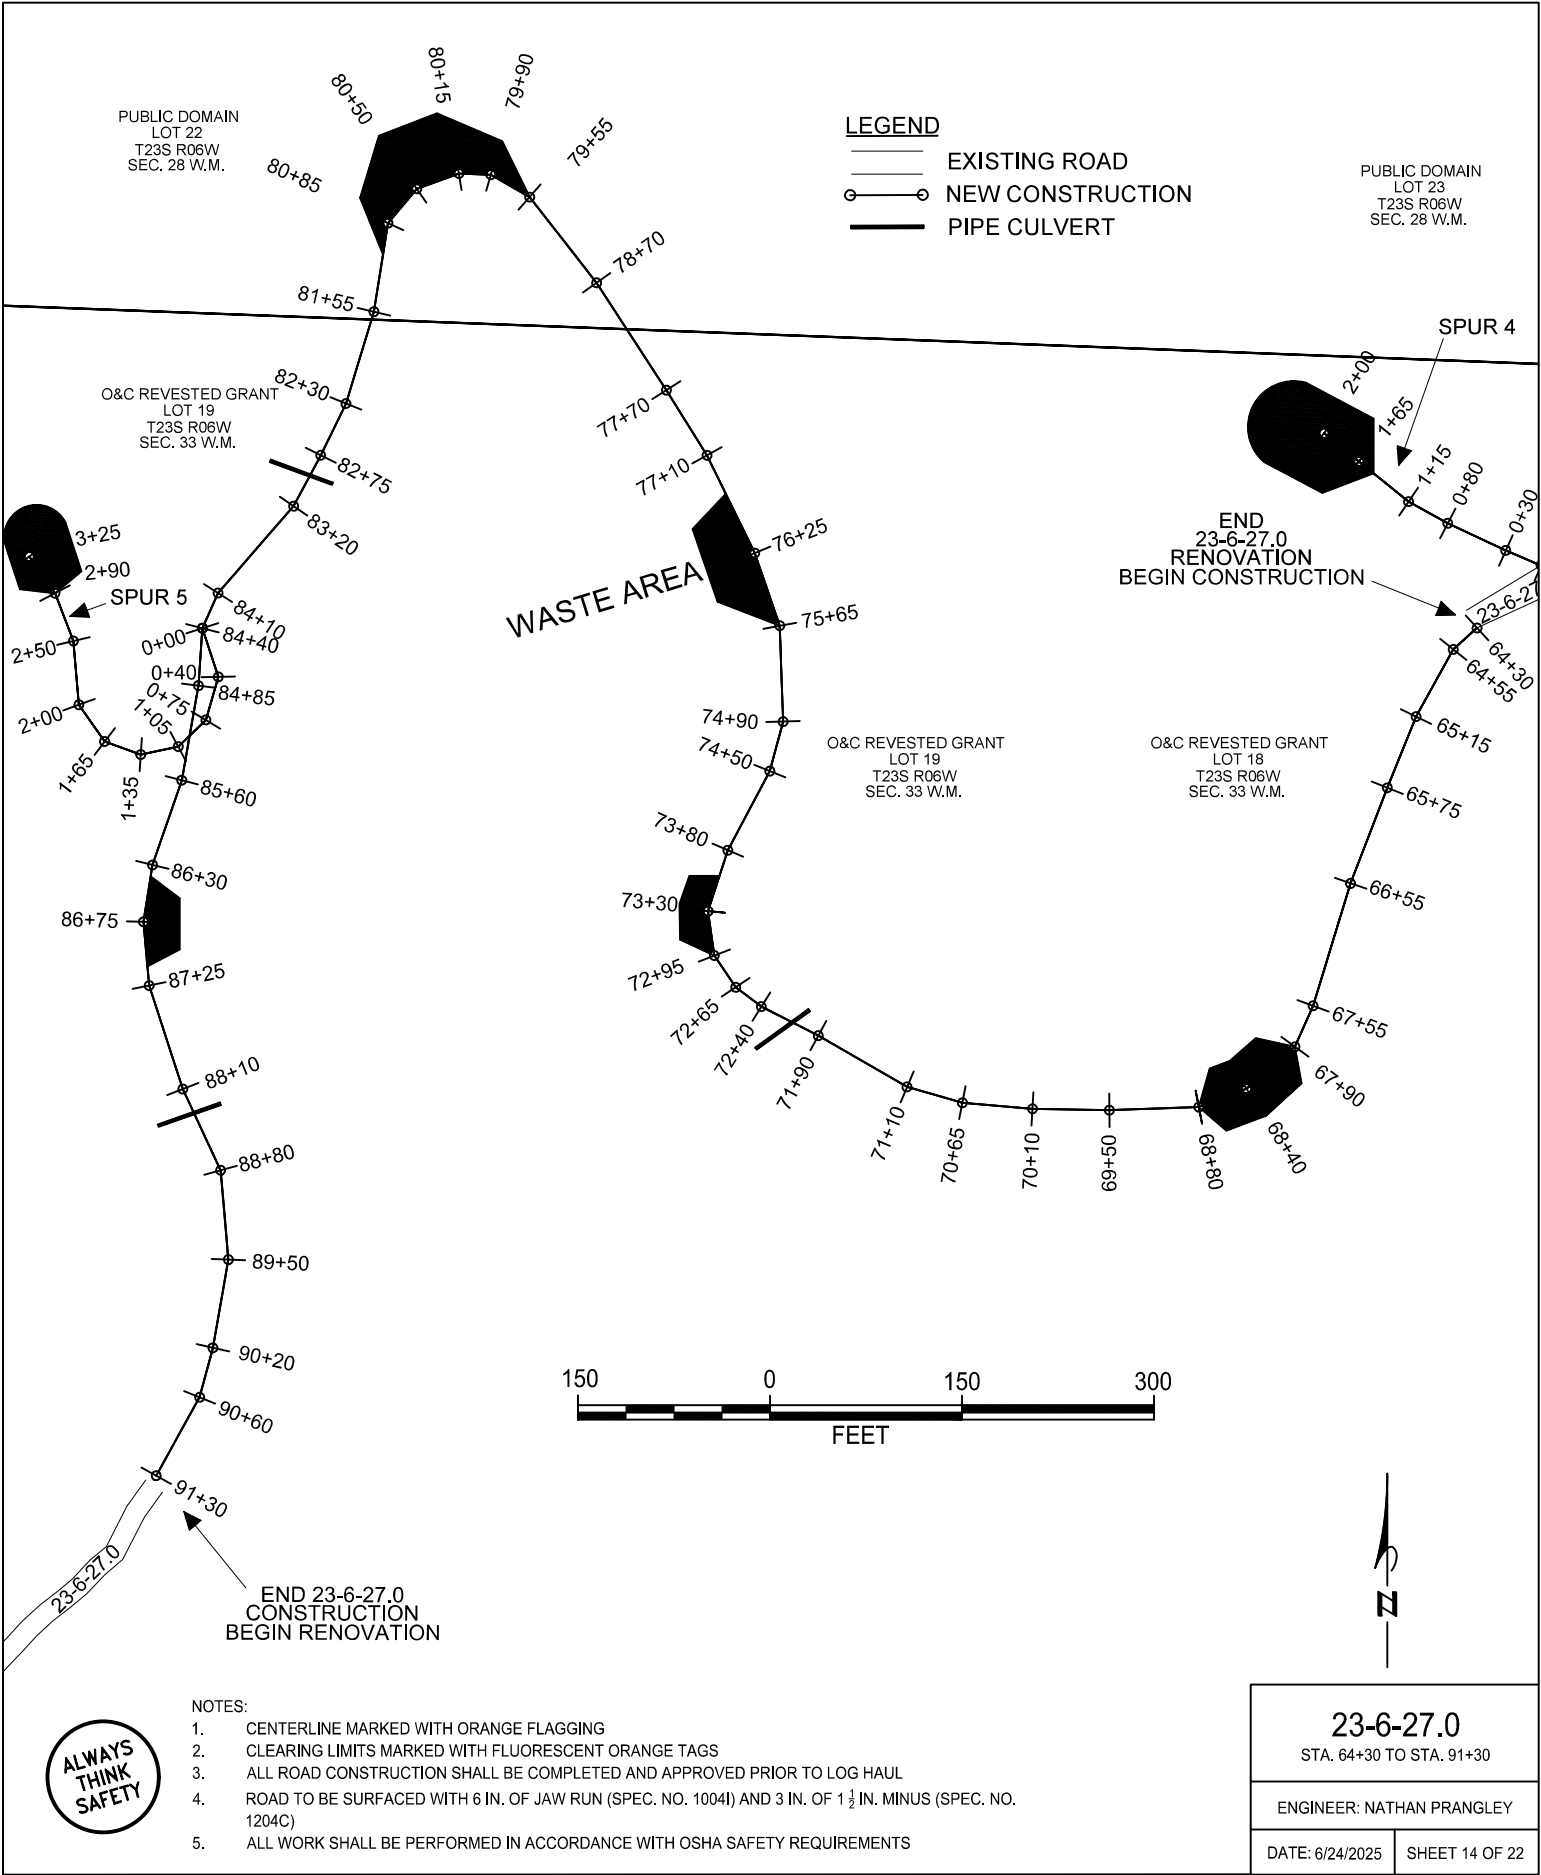 80+50
80+15
79+90
79+55
80+85
PUBLIC DOMAIN
LOT 22
T23S R06W
SEC. 28 W.M.
LEGEND
EXISTING ROAD
NEW CONSTRUCTION
PIPE CULVERT
PUBLIC DOMAIN
LOT 23
T23S R06W
SEC. 28 W.M.
78+70
81+55
SPUR 4
82+30
O&C REVESTED GRANT
LOT 19
T23S R06W
SEC. 33 W.M.
77+70
2+00
1+65
1+15
0+80
0+30
77+10
82+75
83+20
3+25
2+90
SPUR 5
76+25
WASTE AREA
75+65
END
23-6-27.0
RENOVATION
BEGIN CONSTRUCTION
23-6-27
64+30
64+55
84+10
0+00
84+40
2+50
0+40
84+85
0+75
1+05
2+00
1+65
1+35
85+60
74+90
74+50
O&C REVESTED GRANT
LOT 19
T23S R06W
SEC. 33 W.M.
O&C REVESTED GRANT
LOT 18
T23S R06W
SEC. 33 W.M.
65+15
65+75
73+80
86+30
66+55
73+30
86+75
72+95
87+25
72+65
72+40
71+90
67+55
67+90
88+10
71+10
70+65
70+10
69+50
68+80
68+40
88+80
89+50
90+20
90+60
150 0 150 300
FEET
91+30
23-6-27.0
END 23-6-27.0
CONSTRUCTION
BEGIN RENOVATION
N
ALWAYS
THINK
SAFETY
NOTES:
1. CENTERLINE MARKED WITH ORANGE FLAGGING
2. CLEARING LIMITS MARKED WITH FLUORESCENT ORANGE TAGS
3. ALL ROAD CONSTRUCTION SHALL BE COMPLETED AND APPROVED PRIOR TO LOG HAUL
4. ROAD TO BE SURFACED WITH 6 IN. OF JAW RUN (SPEC. NO. 1004I) AND 3 IN. OF 1 1/2 IN. MINUS (SPEC. NO.
1204C)
5. ALL WORK SHALL BE PERFORMED IN ACCORDANCE WITH OSHA SAFETY REQUIREMENTS
23-6-27.0
STA. 64+30 TO STA. 91+30
ENGINEER: NATHAN PRANGLEY
DATE: 6/24/2025 SHEET 14 OF 22